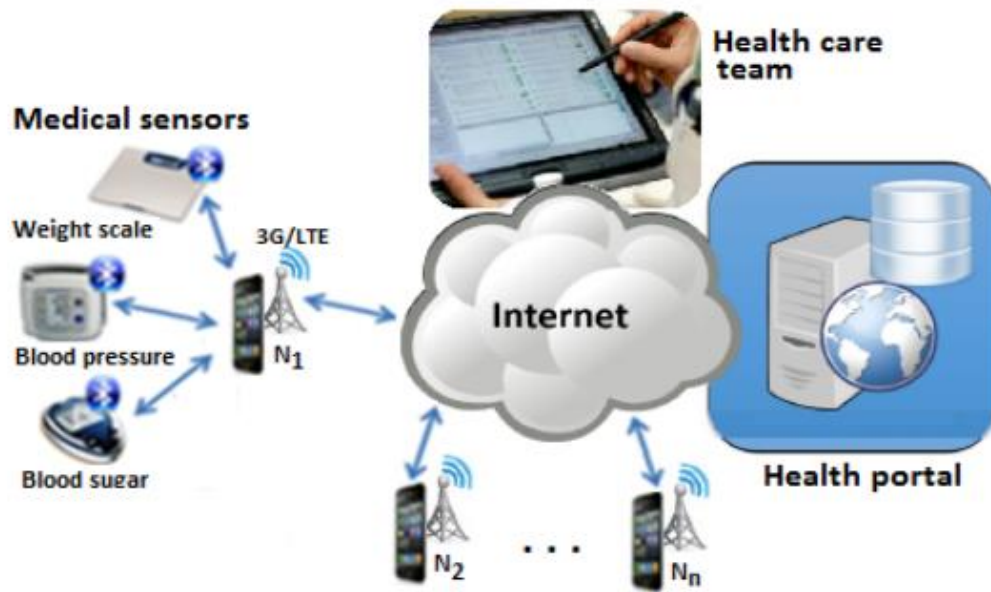 Health care
team
Medical sensors
Weight scale
3G/LTE
Blood pressure
N1
Internet
Blood sugar
Health portal
N2
. . .
Nn